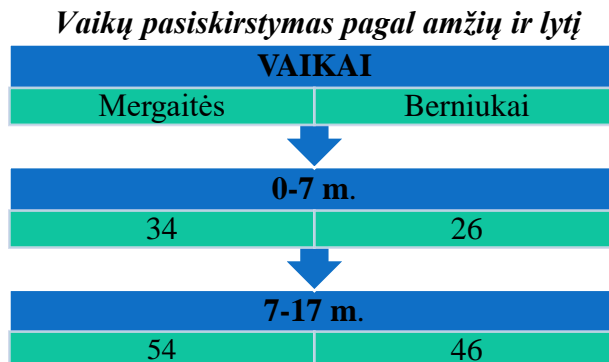 Vaikų pasiskirstymas pagal amžių ir lytį
VAIKAI
Mergaitės Berniukai
0-7 m.
34 26
7-17 m.
54 46